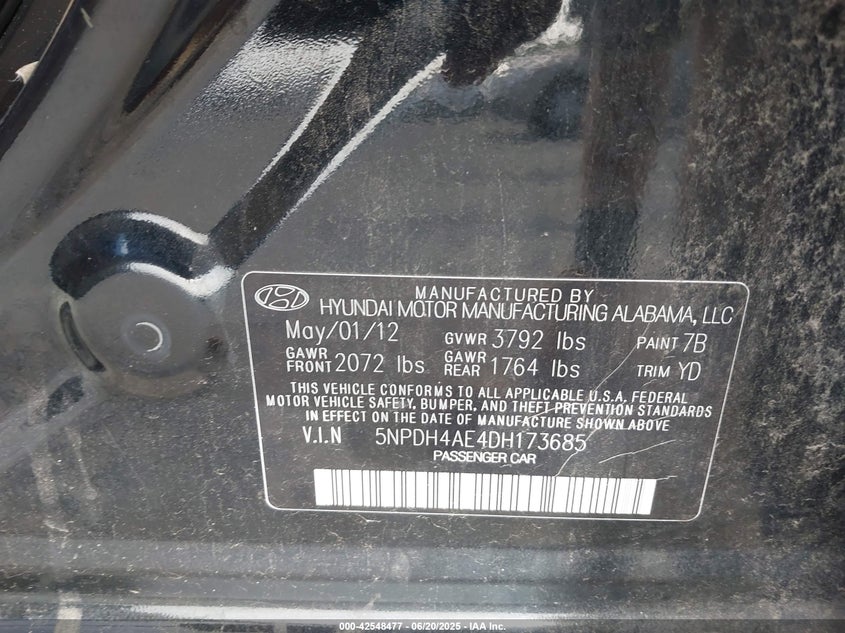 MANUFACTURED BY
HYUNDAI MOTOR MANUFACTURING ALABAMA, LLC
May/01/12 GVWR 3792 lbs PAINT 7B
GAWR FRONT 2072 lbs GAWR REAR 1764 lbs TRIM YD
THIS VEHICLE CONFORMS TO ALL APPLICABLE U.S.A. FEDERAL
MOTOR VEHICLE SAFETY, BUMPER, AND THEFT PREVENTION STANDARDS
IN EFFECT ON THE DATE OF MANUFACTURE SHOWN ABOVE
V.I.N 5NPDH4AE4DH173685
PASSENGER CAR
000-42548477 - 06/20/2025 - IAA Inc.